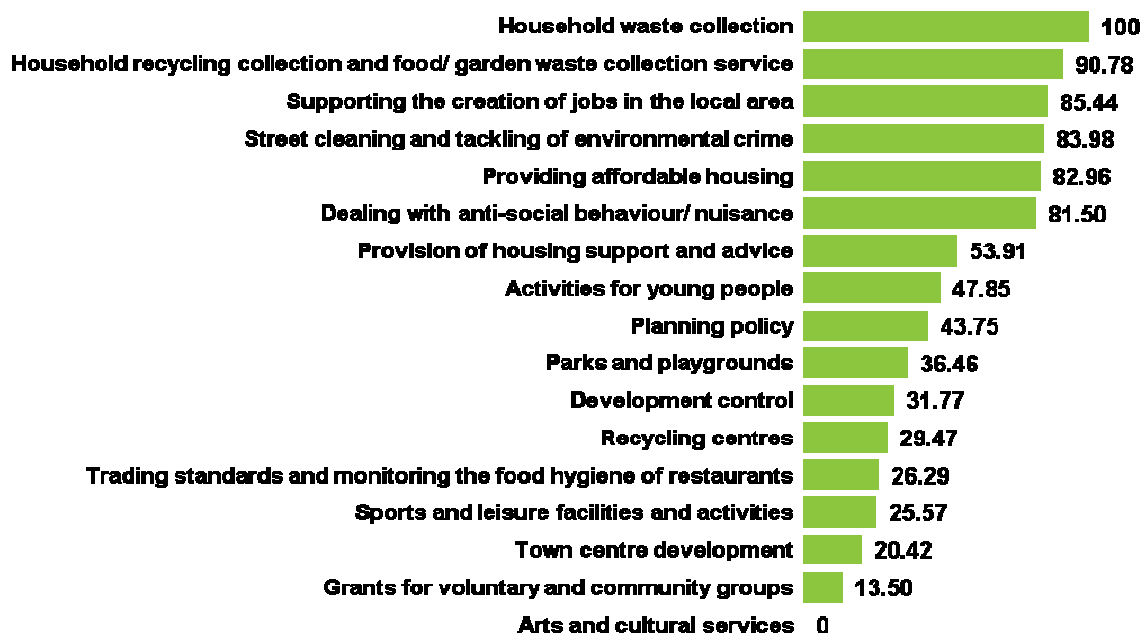 Household waste collection 100
Household recycling collection and food/ garden waste collection service 90.78
Supporting the creation of jobs in the local area 85.44
Street cleaning and tackling of environmental crime 83.98
Providing affordable housing 82.96
Dealing with anti-social behaviour/ nuisance 81.50
Provision of housing support and advice 53.91
Activities for young people 47.85
Planning policy 43.75
Parks and playgrounds 36.46
Development control 31.77
Recycling centres 29.47
Trading standards and monitoring the food hygiene of restaurants 26.29
Sports and leisure facilities and activities 25.57
Town centre development 20.42
Grants for voluntary and community groups 13.50
Arts and cultural services 0